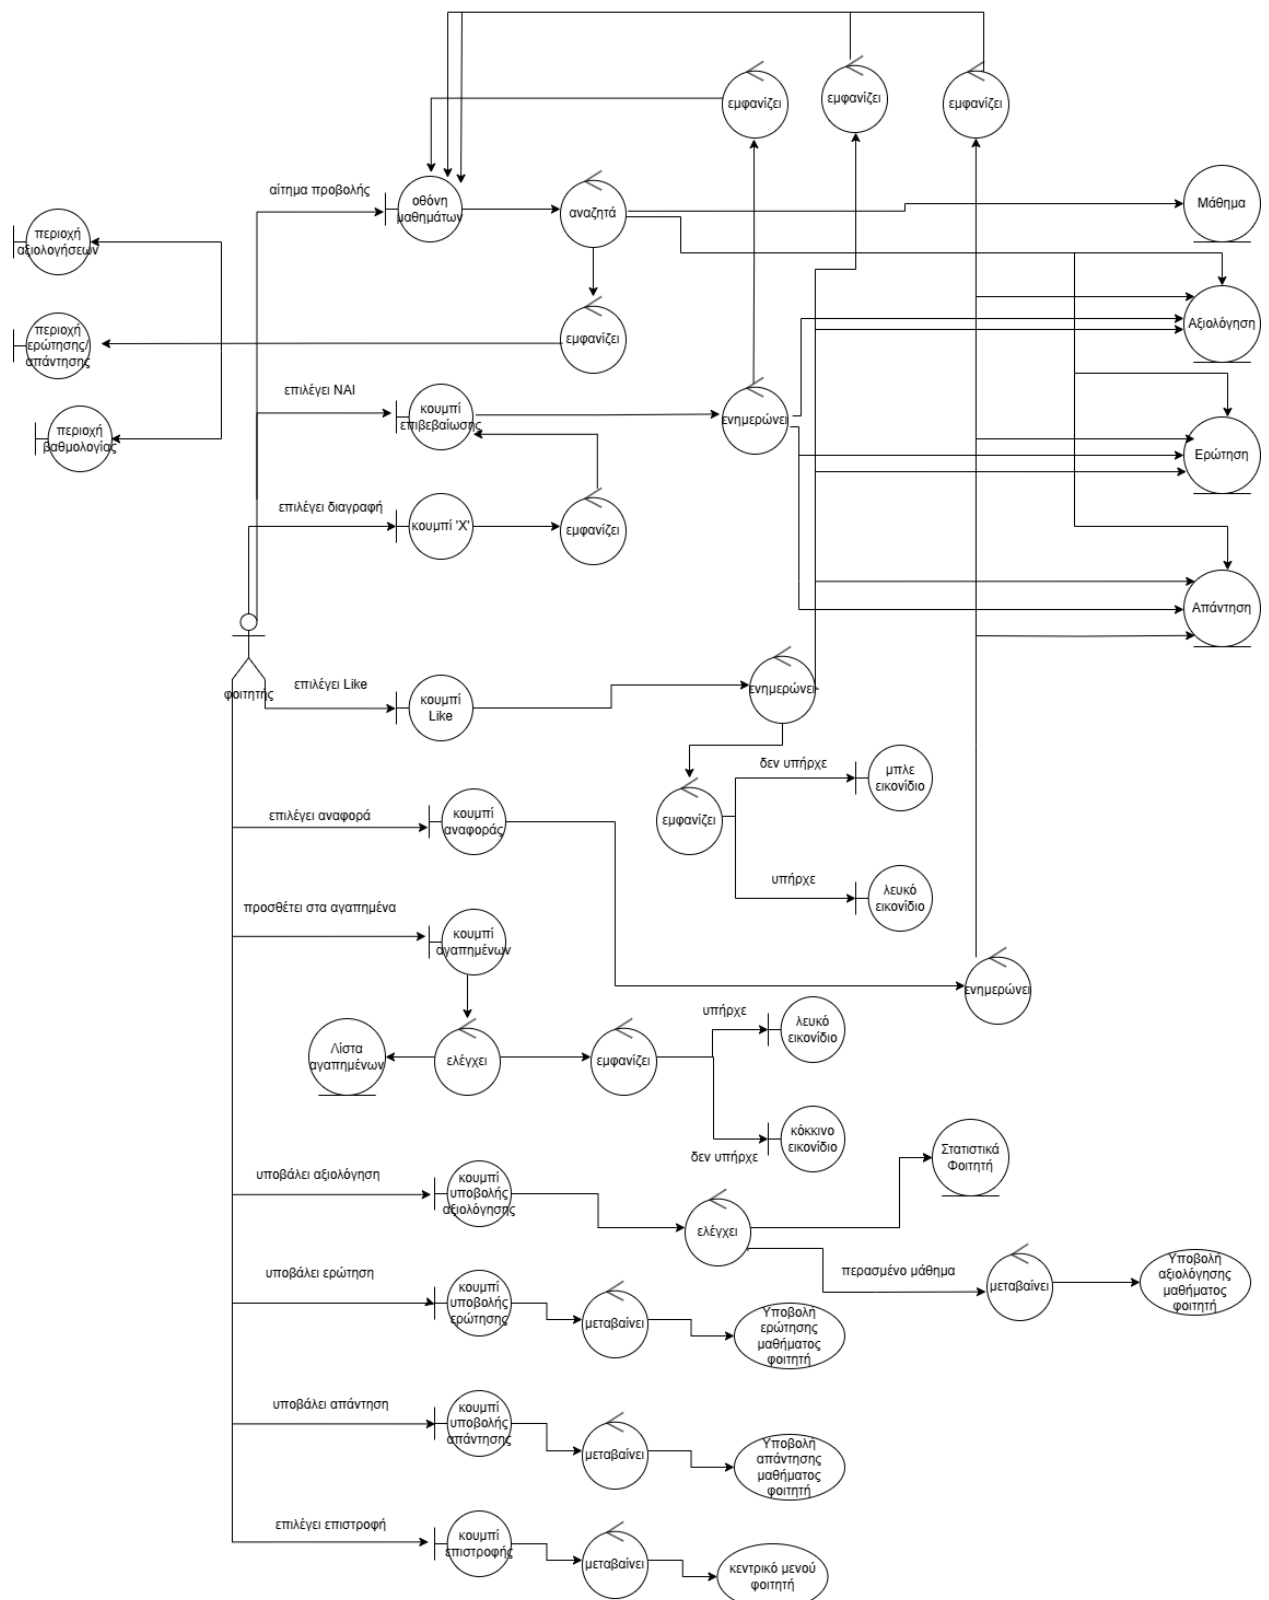 εμφανίζει
εμφανίζει
εμφανίζει
αίτημα προβολής
οθόνη
μαθημάτων
αναζητά
Μάθημα
περιοχή
αξιολογήσεων
Αξιολόγηση
περιοχή
ερώτησης/
απάντησης
εμφανίζει
επιλέγει ΝΑΙ
κουμπί
επιβεβαίωσης
ενημερώνει
περιοχή
βαθμολογίας
Ερώτηση
επιλέγει διαγραφή
κουμπί 'Χ'
εμφανίζει
Απάντηση
φοιτητής
επιλέγει Like
κουμπί
Like
ενημερώνει
δεν υπήρχε
μπλε
εικονίδιο
επιλέγει αναφορά
κουμπί
αναφοράς
εμφανίζει
υπήρχε
λευκό
εικονίδιο
προσθέτει στα αγαπημένα
κουμπί
αγαπημένων
ενημερώνει
υπήρχε
λευκό
εικονίδιο
Λίστα
αγαπημένων
ελέγχει
εμφανίζει
δεν υπήρχε
κόκκινο
εικονίδιο
Στατιστικά
Φοιτητή
υποβάλει αξιολόγηση
κουμπί
υποβολής
αξιολόγησης
ελέγχει
περασμένο μάθημα
μεταβαίνει
Υποβολή
αξιολόγησης
μαθήματος
φοιτητή
υποβάλει ερώτηση
κουμπί
υποβολής
ερώτησης
μεταβαίνει
Υποβολή
ερώτησης
μαθήματος
φοιτητή
υποβάλει απάντηση
κουμπί
υποβολής
απάντησης
μεταβαίνει
Υποβολή
απάντησης
μαθήματος
φοιτητή
επιλέγει επιστροφή
κουμπί
επιστροφής
μεταβαίνει
κεντρικό μενού
φοιτητή